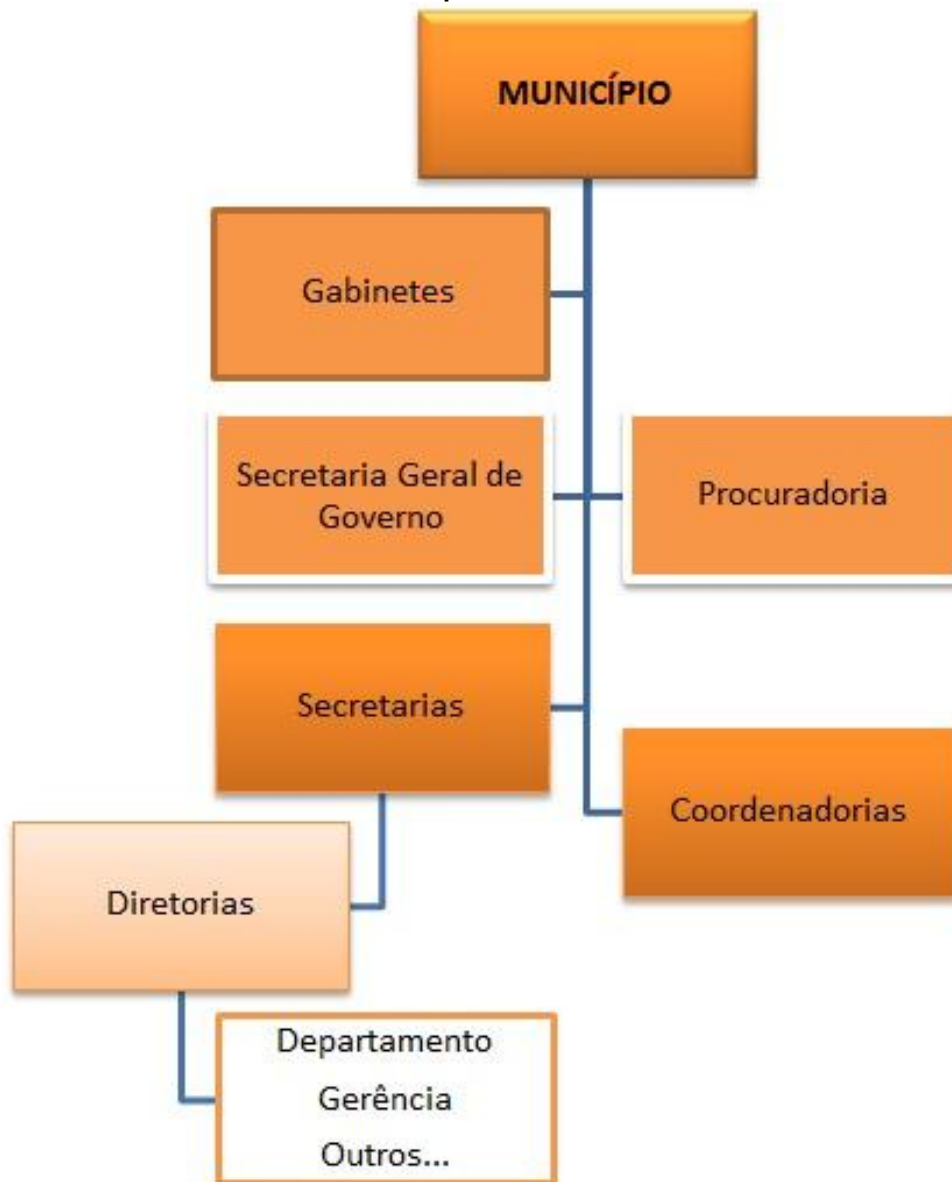 MUNICÍPIO
Gabinetes
Secretaria Geral de
Governo
Procuradoria
Secretarias
Coordenadorias
Diretorias
Departamento
Gerência
Outros...